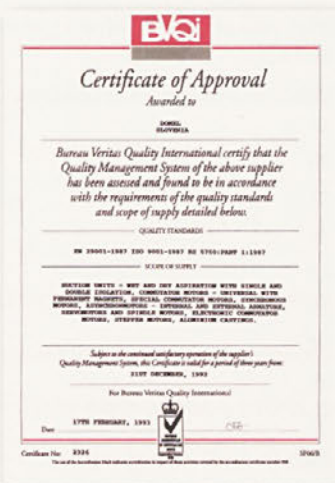 BVQi
Certificate of Approval
Awarded to
DOMEL
SLOVENIA
Bureau Veritas Quality International certify that the
Quality Management System of the above supplier
has been assessed and found to be in accordance
with the requirements of the quality standards
and scope of supply detailed below.
QUALITY STANDARDS
EN 29001-1987 ISO 9001-1987 BS 5750:PART 1:1987
SCOPE OF SUPPLY
SUCTION UNITS - WET AND DRY ASPIRATION WITH SINGLE AND
DOUBLE ISOLATION, COMMUTATOR MOTORS - UNIVERSAL WITH
PERMANENT MAGNETS, SPECIAL COMMUTATOR MOTORS, SYNCHRONOUS
MOTORS, ASYNCHROMOTORS - INTERNAL AND EXTERNAL ARMATURE,
SERVOMOTORS AND SPINDLE MOTORS, ELECTRONIC COMMUTATOR
MOTORS, STEPPER MOTORS, ALUMINIUM CASTINGS.
Subject to the continued satisfactory operation of the supplier's
Quality Management System, this Certificate is valid for a period of three years from:
21ST DECEMBER, 1992
For Bureau Veritas Quality International
Date 17TH FEBRUARY, 1993
Certificate No: 2326